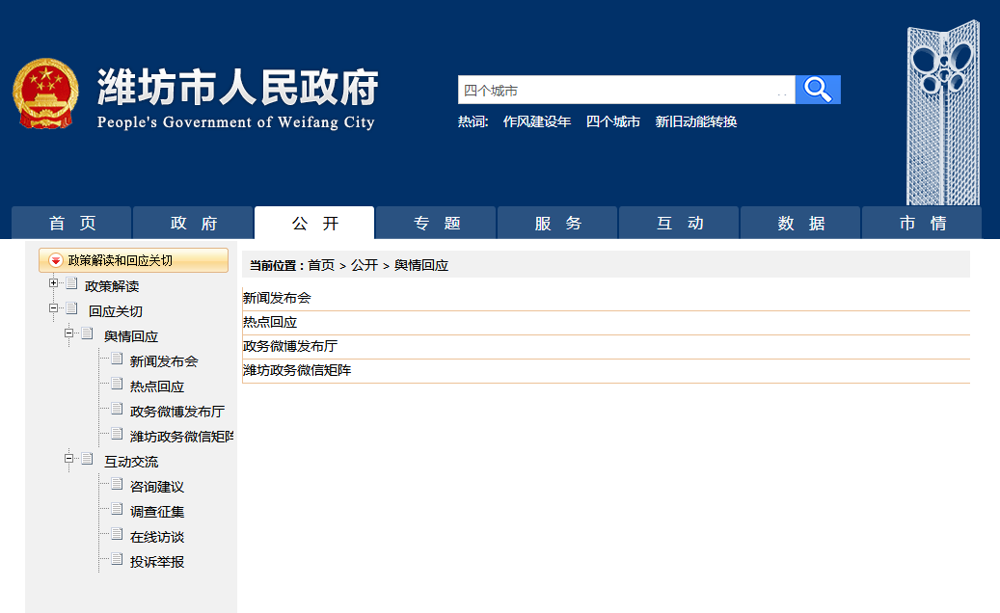 潍坊市人民政府
People's Government of Weifang City
四个城市
热词: 作风建设年 四个城市 新旧动能转换
首 页 政 府 公 开 专 题 服 务 互 动 数 据 市 情
政策解读和回应关切
政策解读
回应关切
舆情回应
新闻发布会
热点回应
政务微博发布厅
潍坊政务微信矩阵
互动交流
咨询建议
调查征集
在线访谈
投诉举报
当前位置：首页 > 公开 > 舆情回应
新闻发布会
热点回应
政务微博发布厅
潍坊政务微信矩阵